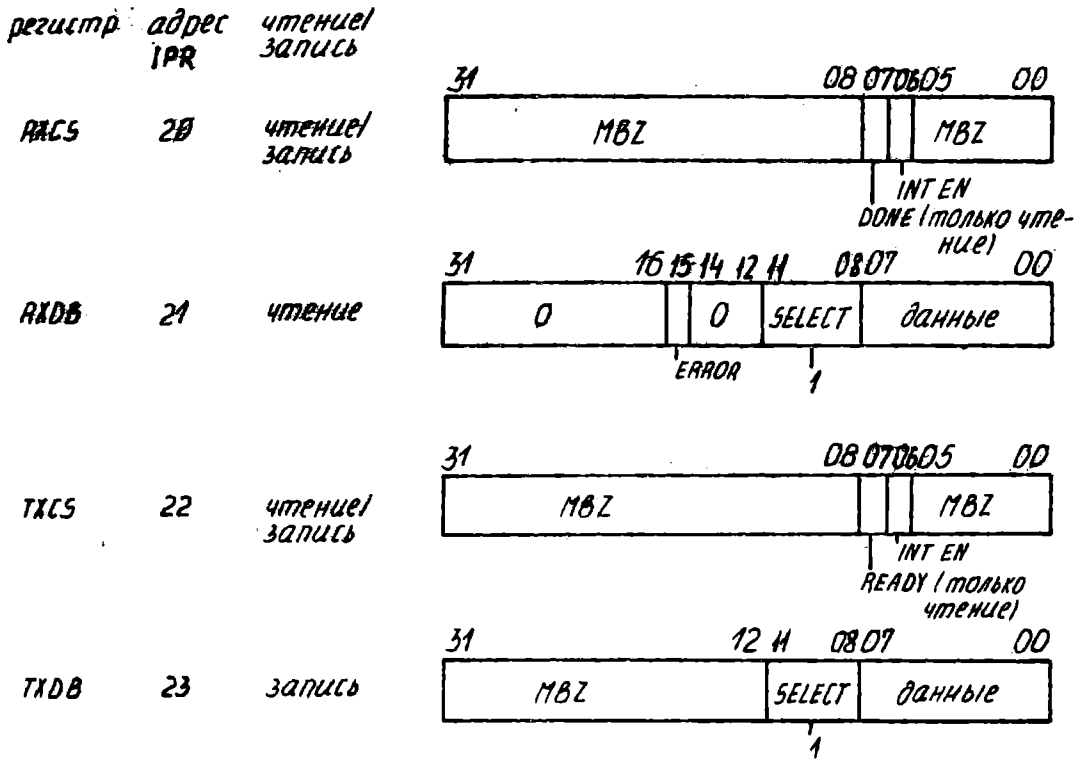 регистр адрес чтение/
IPR запись
31 08 07 06 05 00
RXCS 20 чтение/ MBZ MBZ
запись
INT EN
DONE (только чте-
ние)
31 16 15 14 12 11 08 07 00
RXDB 21 чтение 0 0 SELECT данные
ERROR 1
31 08 07 06 05 00
TXCS 22 чтение/ MBZ MBZ
запись
INT EN
READY (только
чтение)
31 12 11 08 07 00
TXDB 23 запись MBZ SELECT данные
1